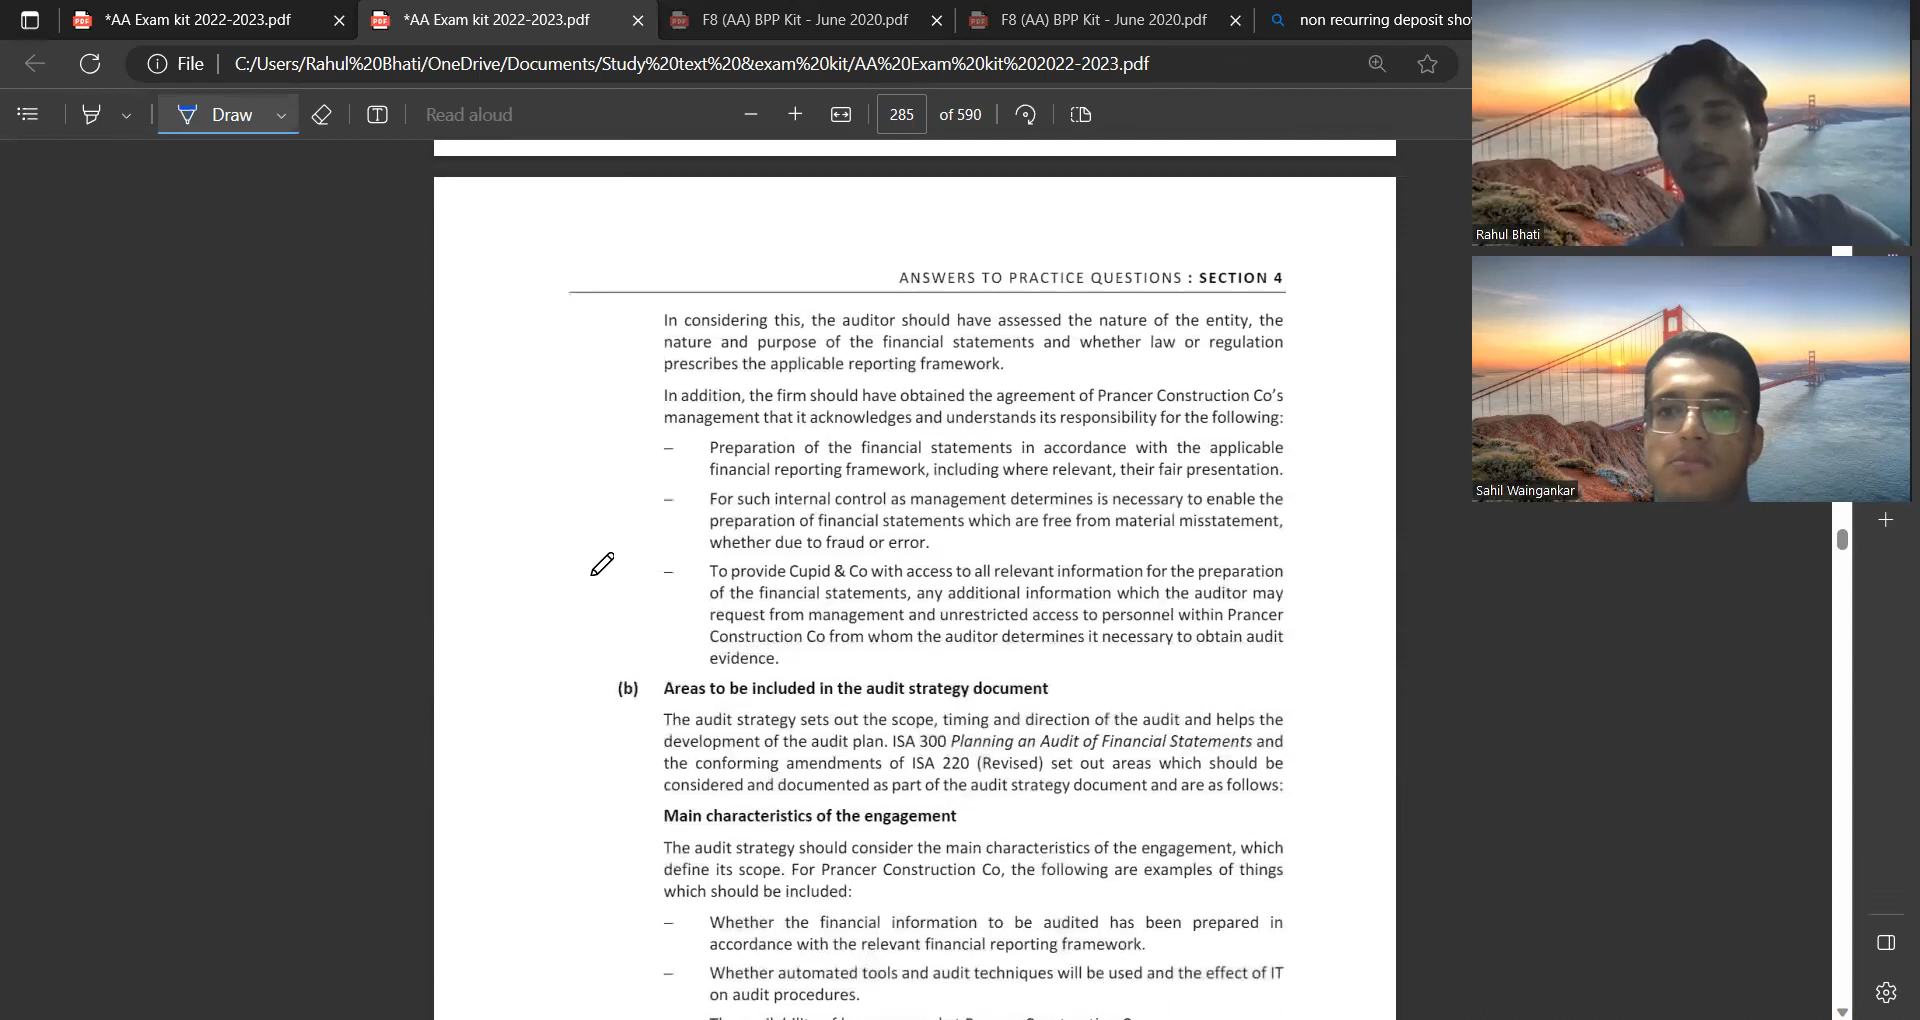 *AA Exam kit 2022-2023.pdf
*AA Exam kit 2022-2023.pdf
F8 (AA) BPP Kit - June 2020.pdf
F8 (AA) BPP Kit - June 2020.pdf
non recurring deposit sho
File
C:/Users/Rahul%20Bhati/OneDrive/Documents/Study%20text%20&exam%20kit/AA%20Exam%20kit%202022-2023.pdf
Draw
Read aloud
285 of 590
Rahul Bhati
Sahil Waingankar
ANSWERS TO PRACTICE QUESTIONS : SECTION 4
In considering this, the auditor should have assessed the nature of the entity, the
nature and purpose of the financial statements and whether law or regulation
prescribes the applicable reporting framework.
In addition, the firm should have obtained the agreement of Prancer Construction Co's
management that it acknowledges and understands its responsibility for the following:
– Preparation of the financial statements in accordance with the applicable
financial reporting framework, including where relevant, their fair presentation.
– For such internal control as management determines is necessary to enable the
preparation of financial statements which are free from material misstatement,
whether due to fraud or error.
– To provide Cupid & Co with access to all relevant information for the preparation
of the financial statements, any additional information which the auditor may
request from management and unrestricted access to personnel within Prancer
Construction Co from whom the auditor determines it necessary to obtain audit
evidence.
(b) Areas to be included in the audit strategy document
The audit strategy sets out the scope, timing and direction of the audit and helps the
development of the audit plan. ISA 300 Planning an Audit of Financial Statements and
the conforming amendments of ISA 220 (Revised) set out areas which should be
considered and documented as part of the audit strategy document and are as follows:
Main characteristics of the engagement
The audit strategy should consider the main characteristics of the engagement, which
define its scope. For Prancer Construction Co, the following are examples of things
which should be included:
– Whether the financial information to be audited has been prepared in
accordance with the relevant financial reporting framework.
– Whether automated tools and audit techniques will be used and the effect of IT
on audit procedures.